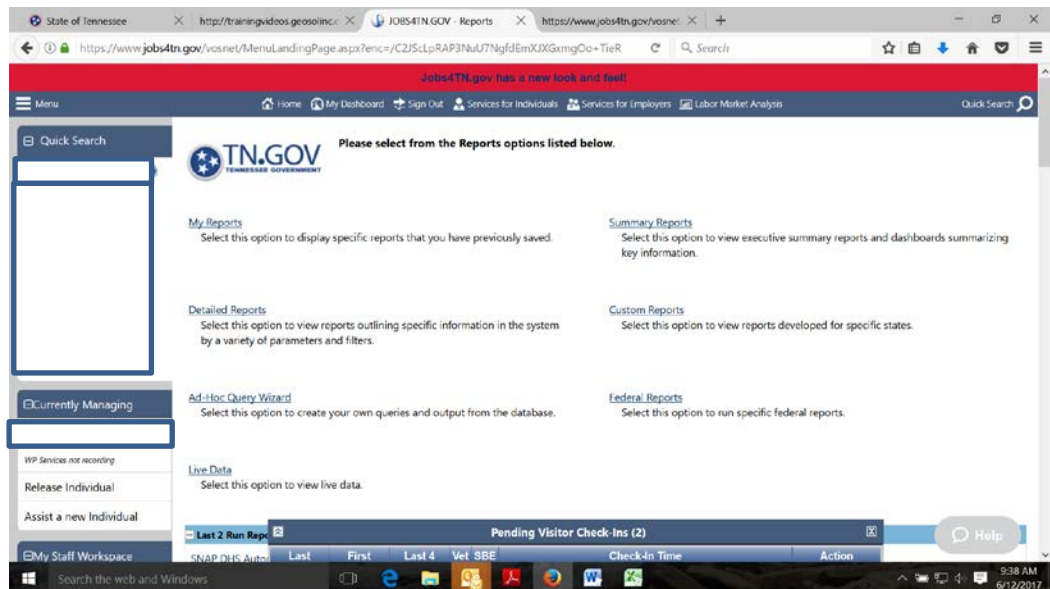 State of Tennessee
http://trainingvideos.geosolinc.c
JOBS4TN.GOV - Reports
https://www.jobs4tn.gov/vosnet
https://www.jobs4tn.gov/vosnet/MenuLandingPage.aspx?enc=/C2JScLpRAP3NuU7NgfdEmXJXGxmgOo+TieR
Search
Jobs4TN.gov has a new look and feel!
Menu
Home My Dashboard Sign Out Services for Individuals Services for Employers Labor Market Analysis
Quick Search
Quick Search
TN.GOV
TENNESSEE GOVERNMENT
Please select from the Reports options listed below.
My Reports
Select this option to display specific reports that you have previously saved.
Summary Reports
Select this option to view executive summary reports and dashboards summarizing
key information.
Detailed Reports
Select this option to view reports outlining specific information in the system
by a variety of parameters and filters.
Custom Reports
Select this option to view reports developed for specific states.
Currently Managing
WP Services not recording
Release Individual
Assist a new Individual
Ad-Hoc Query Wizard
Select this option to create your own queries and output from the database.
Federal Reports
Select this option to run specific federal reports.
Live Data
Select this option to view live data.
Last 2 Run Repo
Pending Visitor Check-Ins (2)
Help
My Staff Workspace
SNAP DHS Auto
Last First Last 4 Vet SBE Check-In Time Action
Search the web and Windows
9:38 AM
6/12/2017